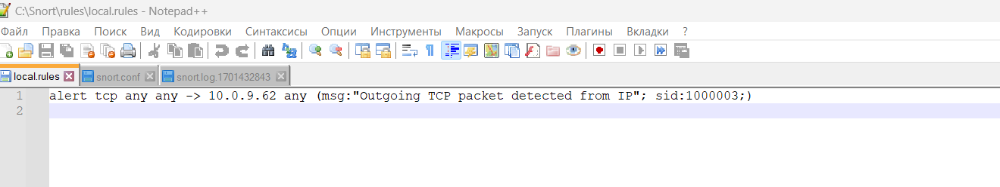 C:\Snort\rules\local.rules - Notepad++
Файл Правка Поиск Вид Кодировки Синтаксисы Опции Инструменты Макросы Запуск Плагины Вкладки ?
local.rules snort.conf snort.log.1701432843
1 alert tcp any any -> 10.0.9.62 any (msg:"Outgoing TCP packet detected from IP"; sid:1000003;)
2